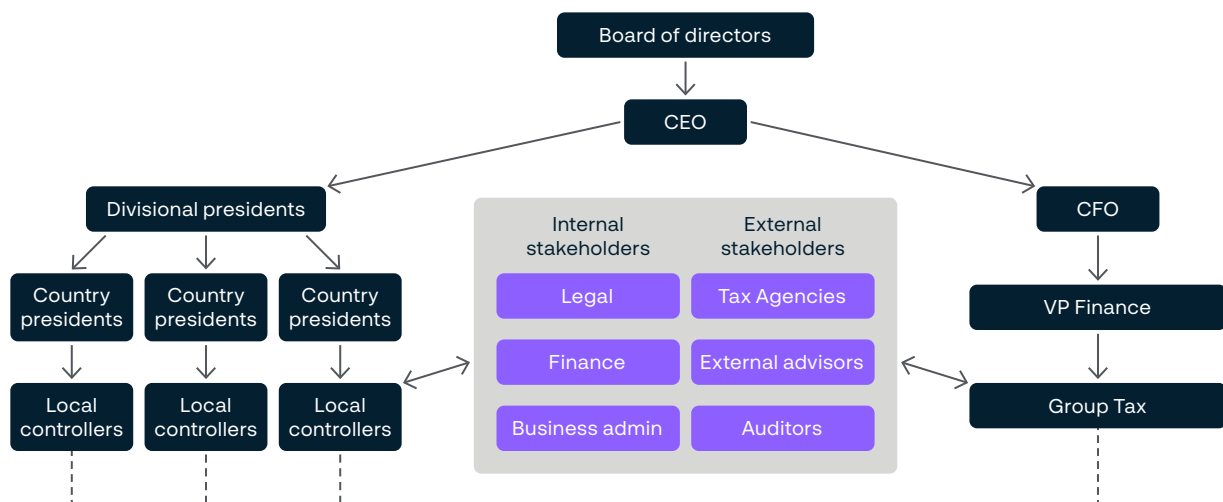 Board of directors
CEO
Divisional presidents
CFO
Internal
stakeholders
External
stakeholders
Country
presidents
Country
presidents
Country
presidents
Legal
Tax Agencies
VP Finance
Finance
External advisors
Local
controllers
Local
controllers
Local
controllers
Business admin
Auditors
Group Tax